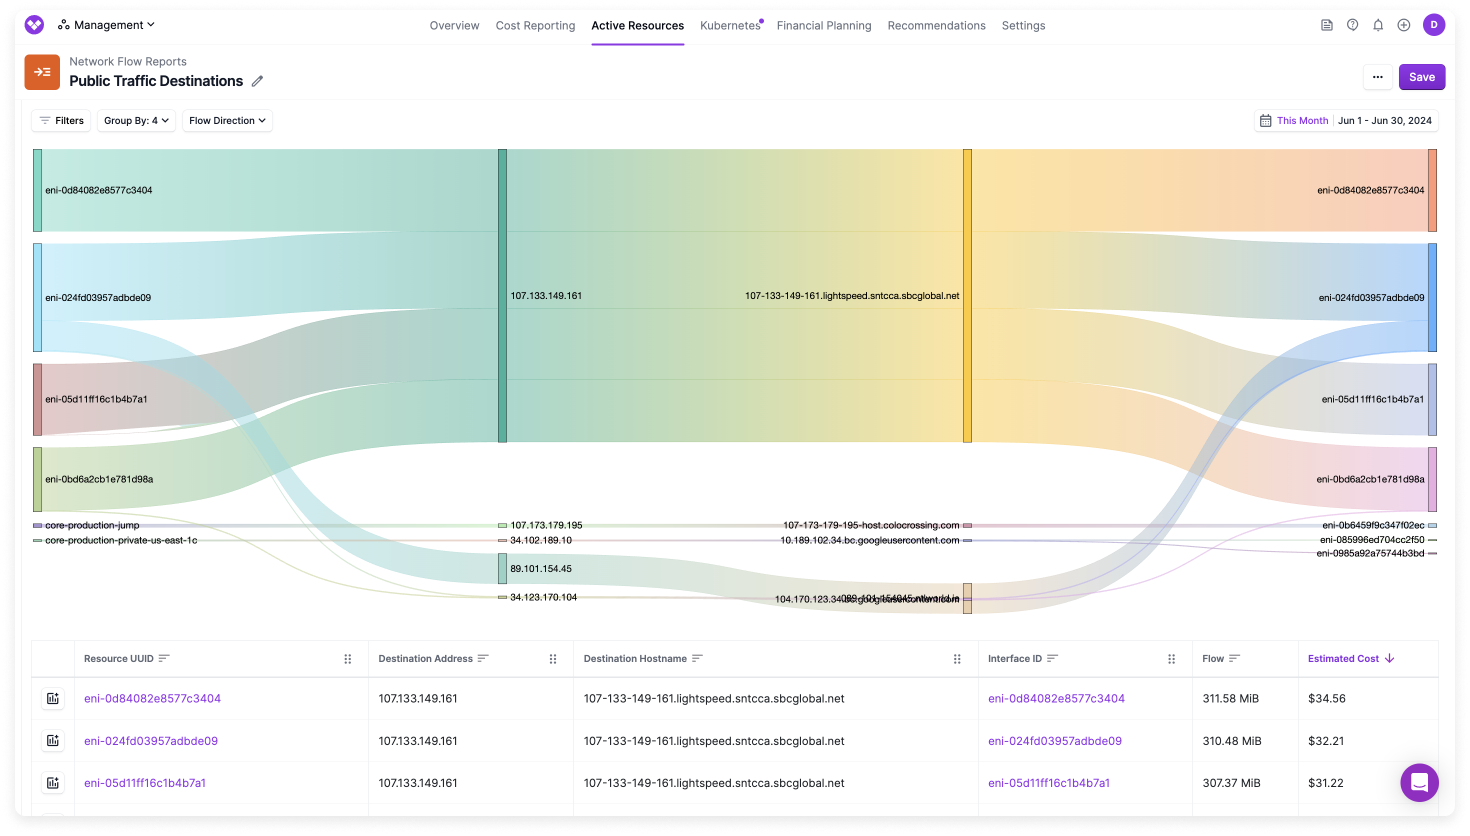 Management
Overview Cost Reporting Active Resources Kubernetes Financial Planning Recommendations Settings
D
Network Flow Reports
Public Traffic Destinations
Save
Filters Group By: 4 Flow Direction This Month Jun 1 - Jun 30, 2024
eni-0d84082e8577c3404 eni-0d84082e8577c3404
eni-024fd03957adbde09 107.133.149.161 107-133-149-161.lightspeed.sntcca.sbcglobal.net eni-024fd03957adbde09
eni-05d11ff16c1b4b7a1 eni-05d11ff16c1b4b7a1
eni-0bd6a2cb1e781d98a eni-0bd6a2cb1e781d98a
core-production-jump 107.173.179.195 107-173-179-195-host.colocrossing.com eni-0b6459f9c347f02ec
core-production-private-us-east-1c 34.102.189.10 10.189.102.34.bc.googleusercontent.com eni-085996ed704cc2f50
eni-0985a92a75744b3bd
89.101.154.45
34.123.170.104 104.170.123.34.bc.googleusercontent.com
Resource UUID Destination Address Destination Hostname Interface ID Flow Estimated Cost
eni-0d84082e8577c3404 107.133.149.161 107-133-149-161.lightspeed.sntcca.sbcglobal.net eni-0d84082e8577c3404 311.58 MiB $34.56
eni-024fd03957adbde09 107.133.149.161 107-133-149-161.lightspeed.sntcca.sbcglobal.net eni-024fd03957adbde09 310.48 MiB $32.21
eni-05d11ff16c1b4b7a1 107.133.149.161 107-133-149-161.lightspeed.sntcca.sbcglobal.net eni-05d11ff16c1b4b7a1 307.37 MiB $31.22